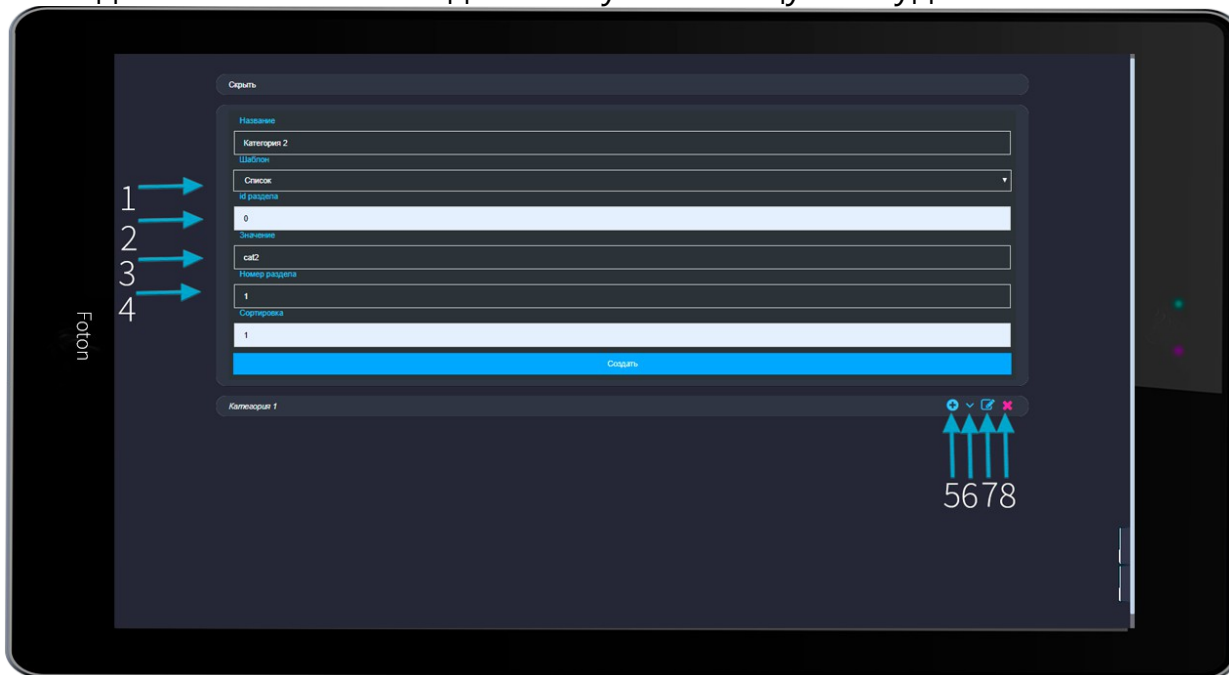 Скрыть
Название
Категория 2
Шаблон
Список
1
id раздела
0
2
Значение
cat2
3
Номер раздела
1
4
Сортировка
1
Foton
Создать
Категория 1
5678